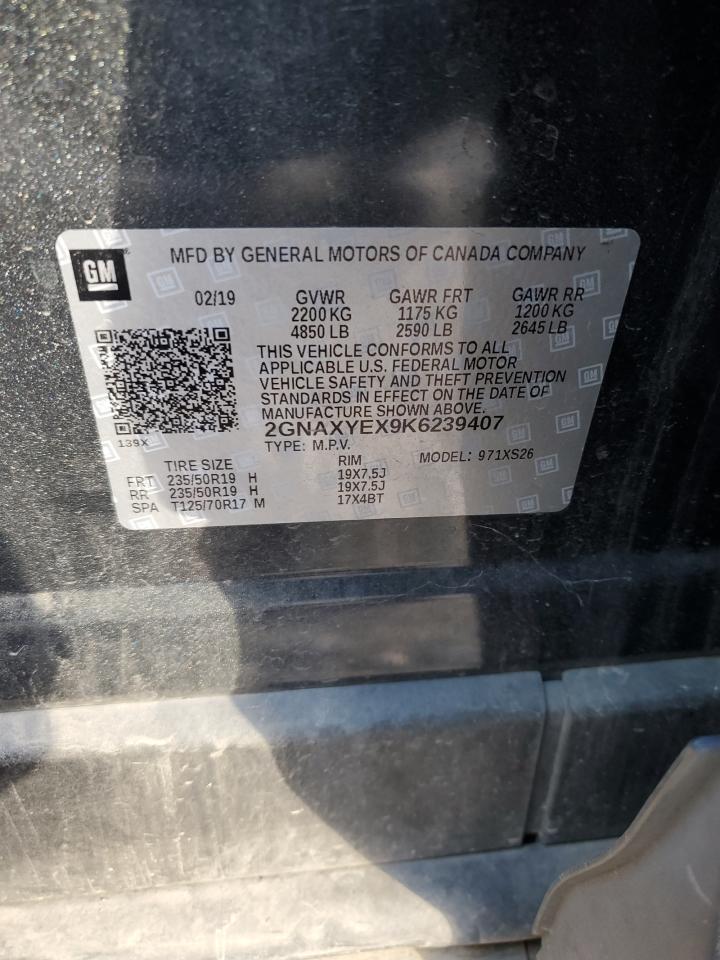 GM
MFD BY GENERAL MOTORS OF CANADA COMPANY
02/19 GVWR GAWR FRT GAWR RR
2200 KG 1175 KG 1200 KG
4850 LB 2590 LB 2645 LB
THIS VEHICLE CONFORMS TO ALL
APPLICABLE U.S. FEDERAL MOTOR
VEHICLE SAFETY AND THEFT PREVENTION
STANDARDS IN EFFECT ON THE DATE OF
MANUFACTURE SHOWN ABOVE.
139X
2GNAXYEX9K6239407
TYPE: M.P.V. MODEL: 971XS26
TIRE SIZE RIM
FRT 235/50R19 H 19X7.5J
RR 235/50R19 H 19X7.5J
SPA T125/70R17 M 17X4BT